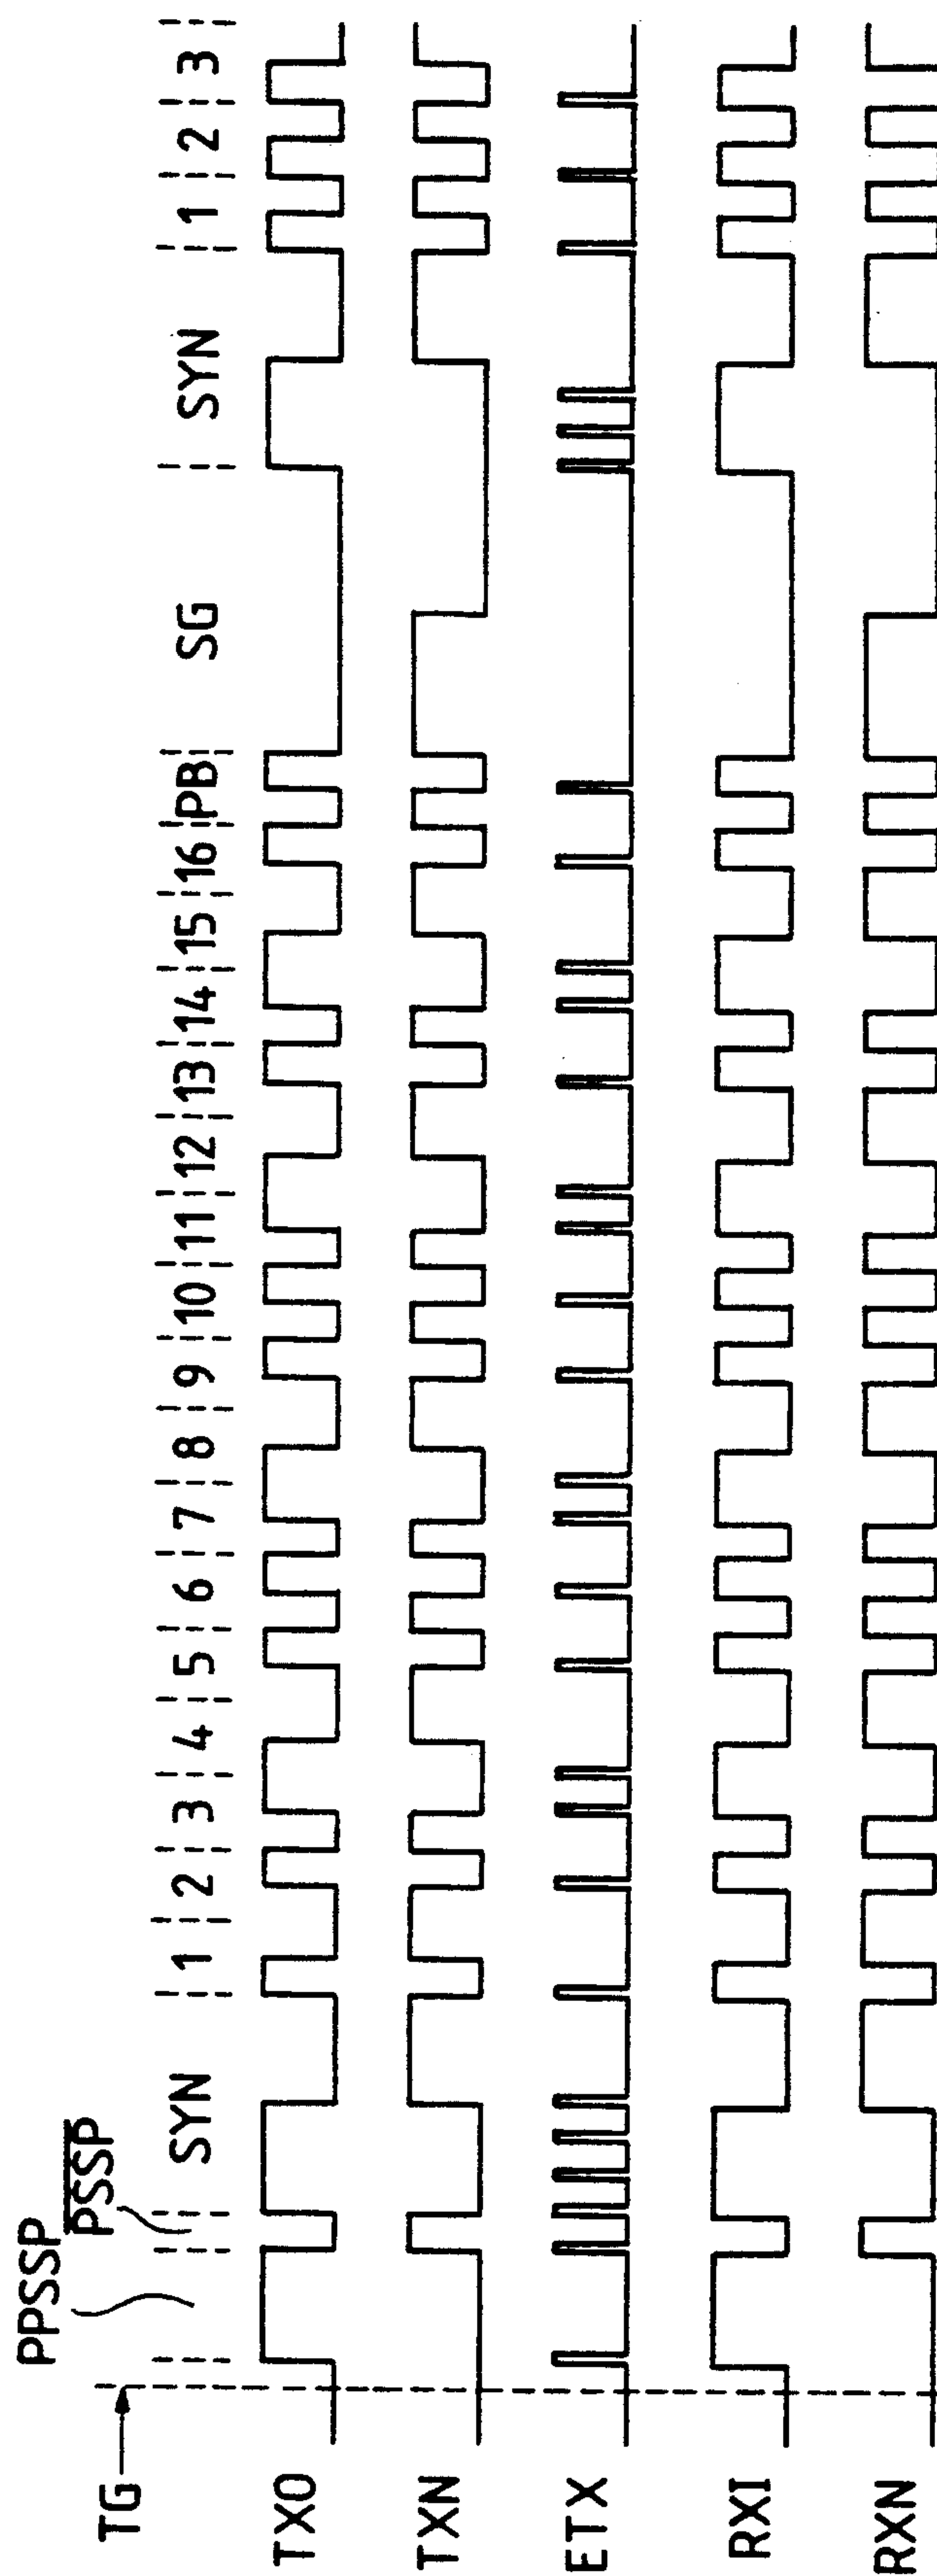 PPSSP
PSSP
TG
SYN 1 2 3 4 5 6 7 8 9 10 11 12 13 14 15 16 PB SG SYN 1 2 3
TXO
TXN
ETX
RXI
RXN